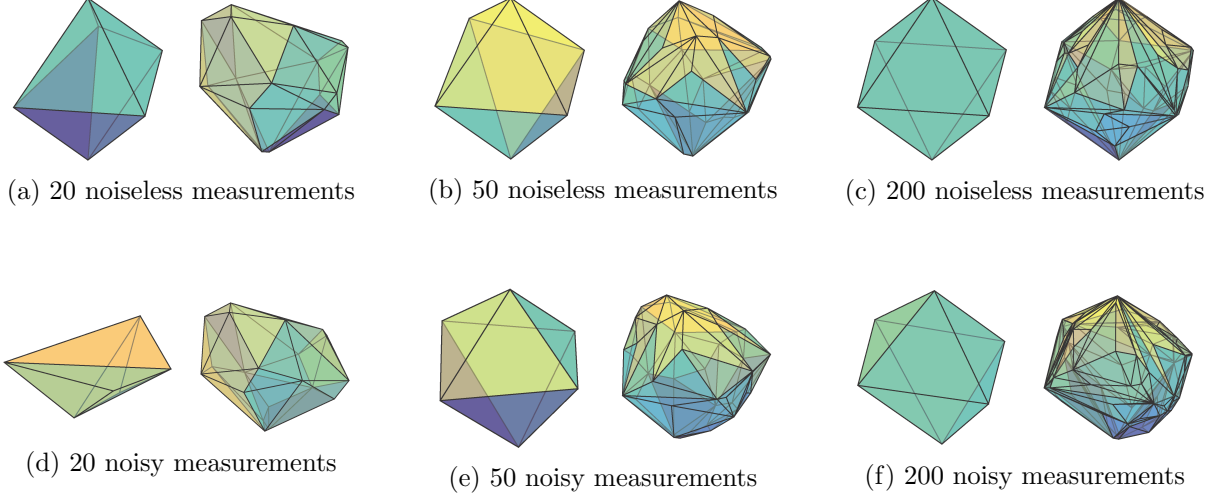 (a) 20 noiseless measurements
(b) 50 noiseless measurements
(c) 200 noiseless measurements
(d) 20 noisy measurements
(e) 50 noisy measurements
(f) 200 noisy measurements